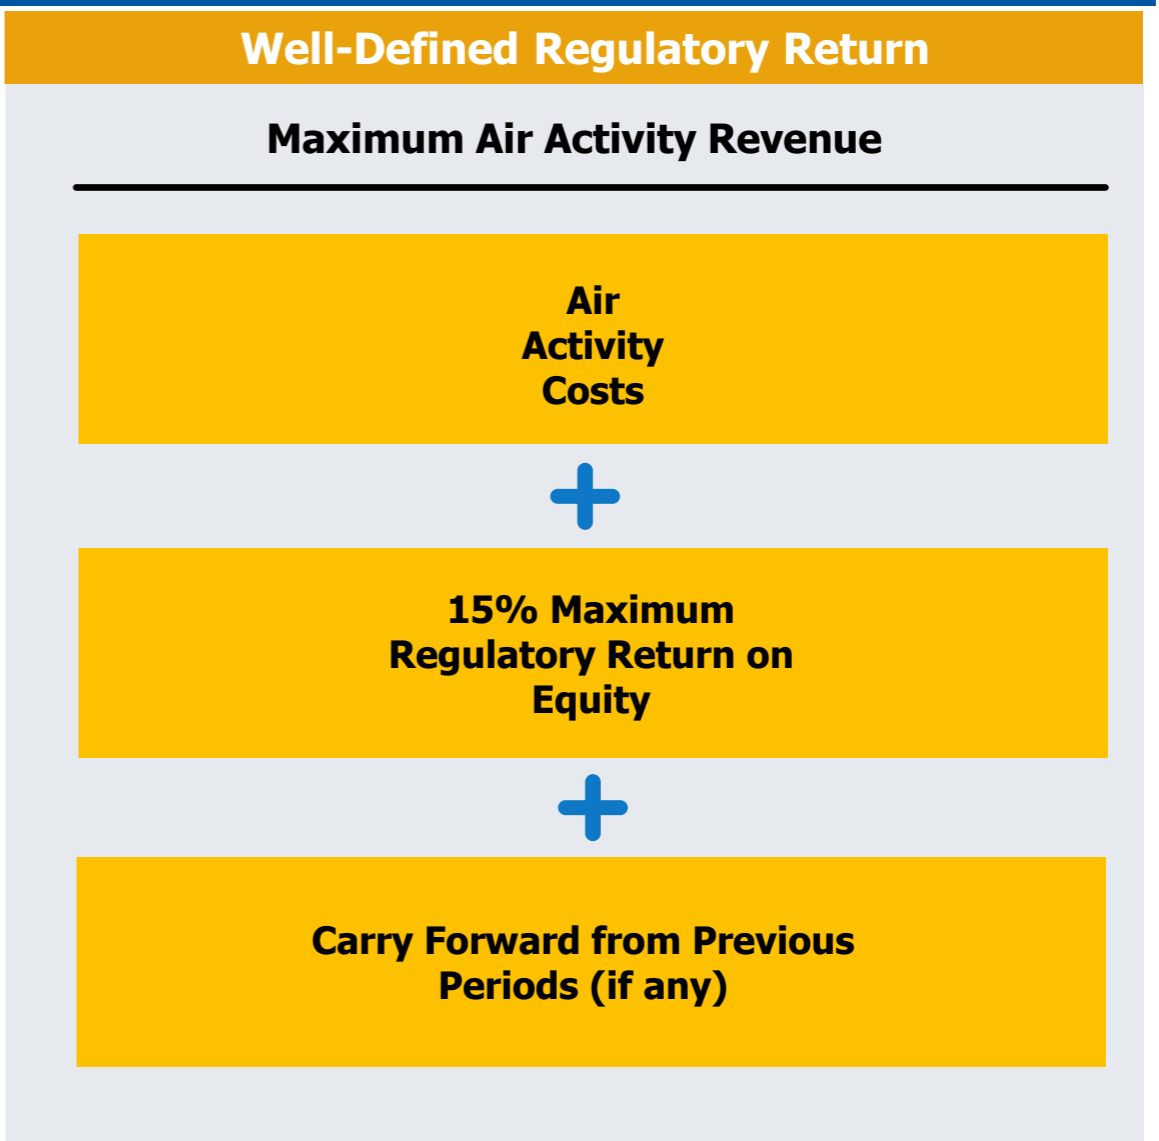 Well-Defined Regulatory Return
Maximum Air Activity Revenue
Air
Activity
Costs
15% Maximum
Regulatory Return on
Equity
Carry Forward from Previous
Periods (if any)